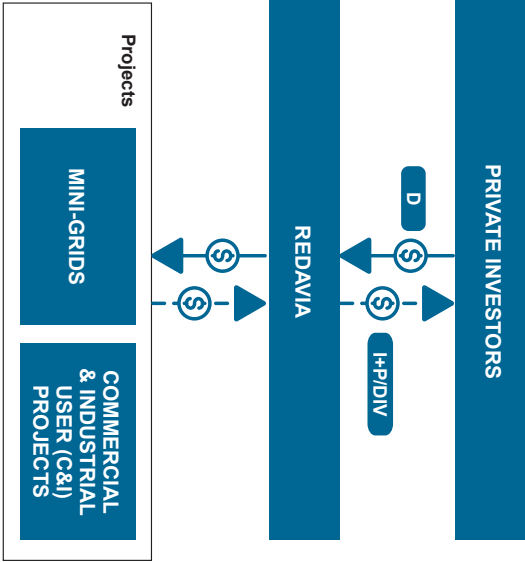 PRIVATE INVESTORS
D
$
$
I+P/DIV
REDAVIA
$
$
Projects
MINI-GRIDS
COMMERCIAL
& INDUSTRIAL
USER (C&I)
PROJECTS